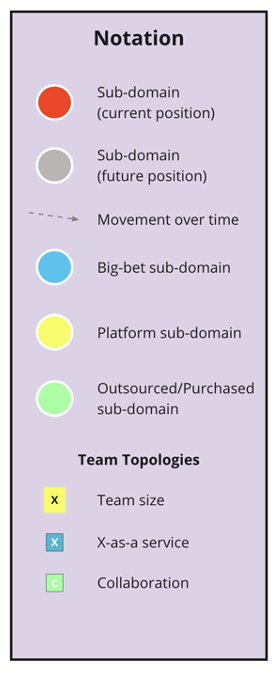 Notation
Sub-domain
(current position)
Sub-domain
(future position)
Movement over time
Big-bet sub-domain
Platform sub-domain
Outsourced/Purchased
sub-domain
Team Topologies
X Team size
X X-as-a service
C Collaboration